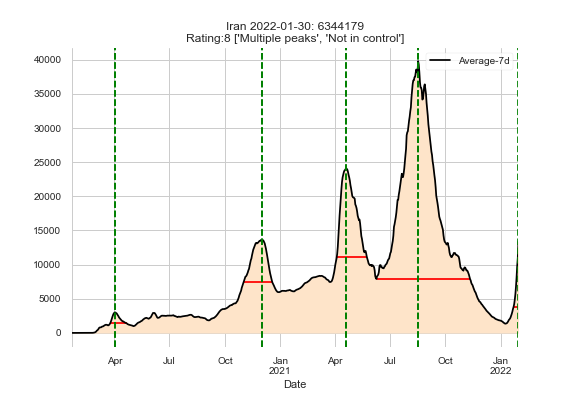 Iran 2022-01-30: 6344179
Rating:8 ['Multiple peaks', 'Not in control']
Average-7d
40000
35000
30000
25000
20000
15000
10000
5000
0
Apr Jul Oct Jan Apr Jul Oct Jan
2021 2022
Date